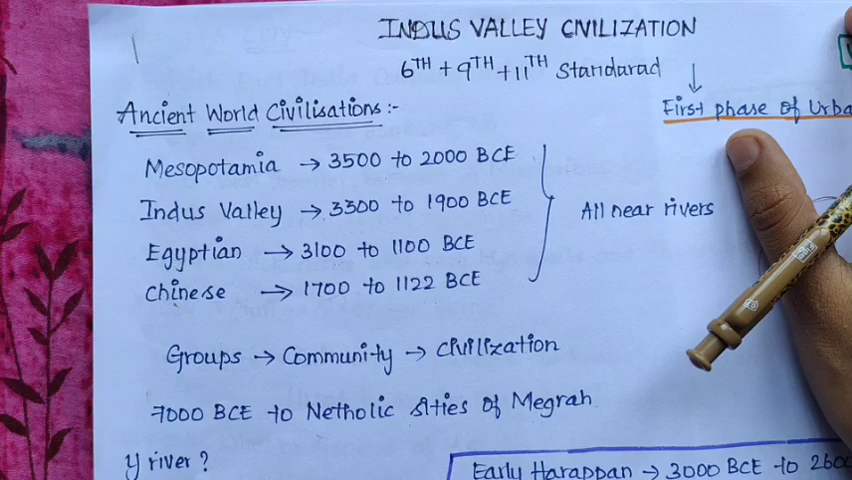 INDUS VALLEY CIVILIZATION
6TH + 9TH + 11TH Standarad
First phase of Urba
Ancient World Civilisations :-
Mesopotamia → 3500 to 2000 BCE
Indus Valley → 3300 to 1900 BCE
Egyptian → 3100 to 1100 BCE
Chinese → 1700 to 1122 BCE
All near rivers
Groups → Community → Civilization
7000 BCE to Netholic sities of Megrah
Y river ?
Early Harappan → 3000 BCE to 2600